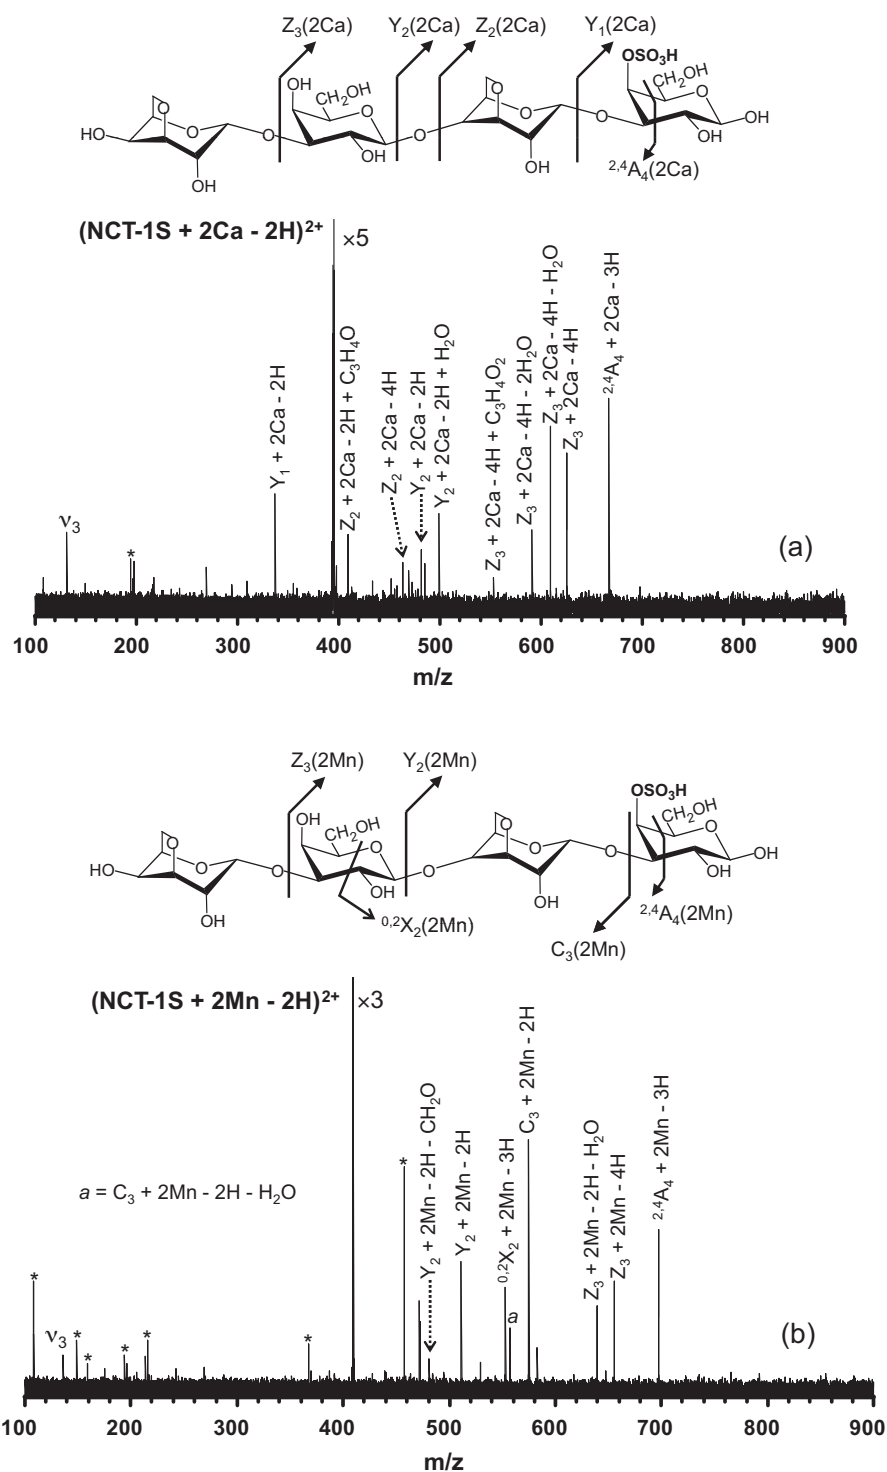 Z₃(2Ca) Y₂(2Ca) Z₂(2Ca) Y₁(2Ca)
OSO₃H
OH CH₂OH CH₂OH
O O O O O
HO O O O OH
OH OH
OH OH
²,⁴A₄(2Ca)
(NCT-1S + 2Ca - 2H)²⁺
×5
ν₃
*
Y₁ + 2Ca - 2H
Z₂ + 2Ca - 2H + C₃H₄O
Z₂ + 2Ca - 4H
Y₂ + 2Ca - 2H
Y₂ + 2Ca - 2H + H₂O
Z₃ + 2Ca - 4H + C₃H₄O₂
Z₃ + 2Ca - 4H - 2H₂O
Z₃ + 2Ca - 4H - H₂O
Z₃ + 2Ca - 4H
²,⁴A₄ + 2Ca - 3H
(a)
100 200 300 400 500 600 700 800 900
m/z
Z₃(2Mn) Y₂(2Mn)
OSO₃H
OH CH₂OH CH₂OH
O O O O O
HO O O O OH
OH OH
OH OH
⁰,²X₂(2Mn) ²,⁴A₄(2Mn)
C₃(2Mn)
(NCT-1S + 2Mn - 2H)²⁺
×3
a = C₃ + 2Mn - 2H - H₂O
*
ν₃
*
*
*
*
*
*
Y₂ + 2Mn - 2H - CH₂O
Y₂ + 2Mn - 2H
⁰,²X₂ + 2Mn - 3H
a
C₃ + 2Mn - 2H
Z₃ + 2Mn - 2H - H₂O
Z₃ + 2Mn - 4H
²,⁴A₄ + 2Mn - 3H
(b)
100 200 300 400 500 600 700 800 900
m/z